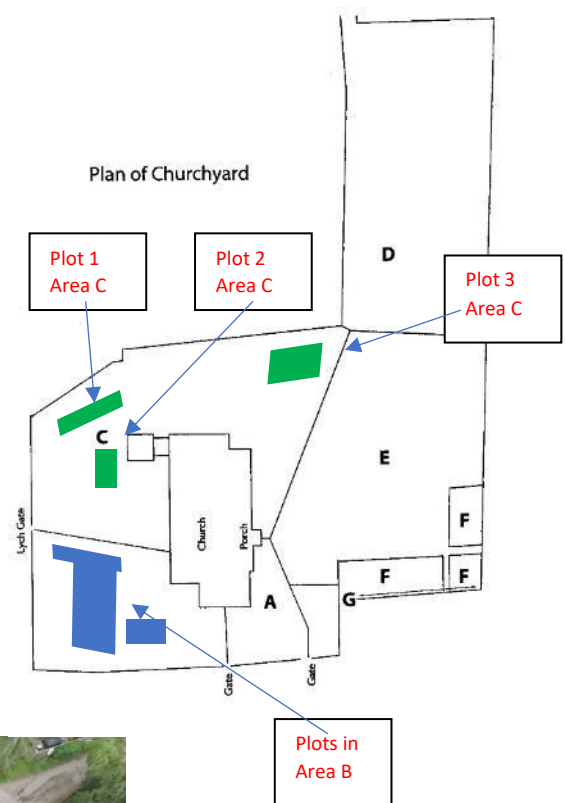 Plan of Churchyard
D
Plot 1
Area C
Plot 2
Area C
Plot 3
Area C
C
E
Lych Gate
Church
Porch
F
F
F
A
G
Gate
Gate
Plots in
Area B